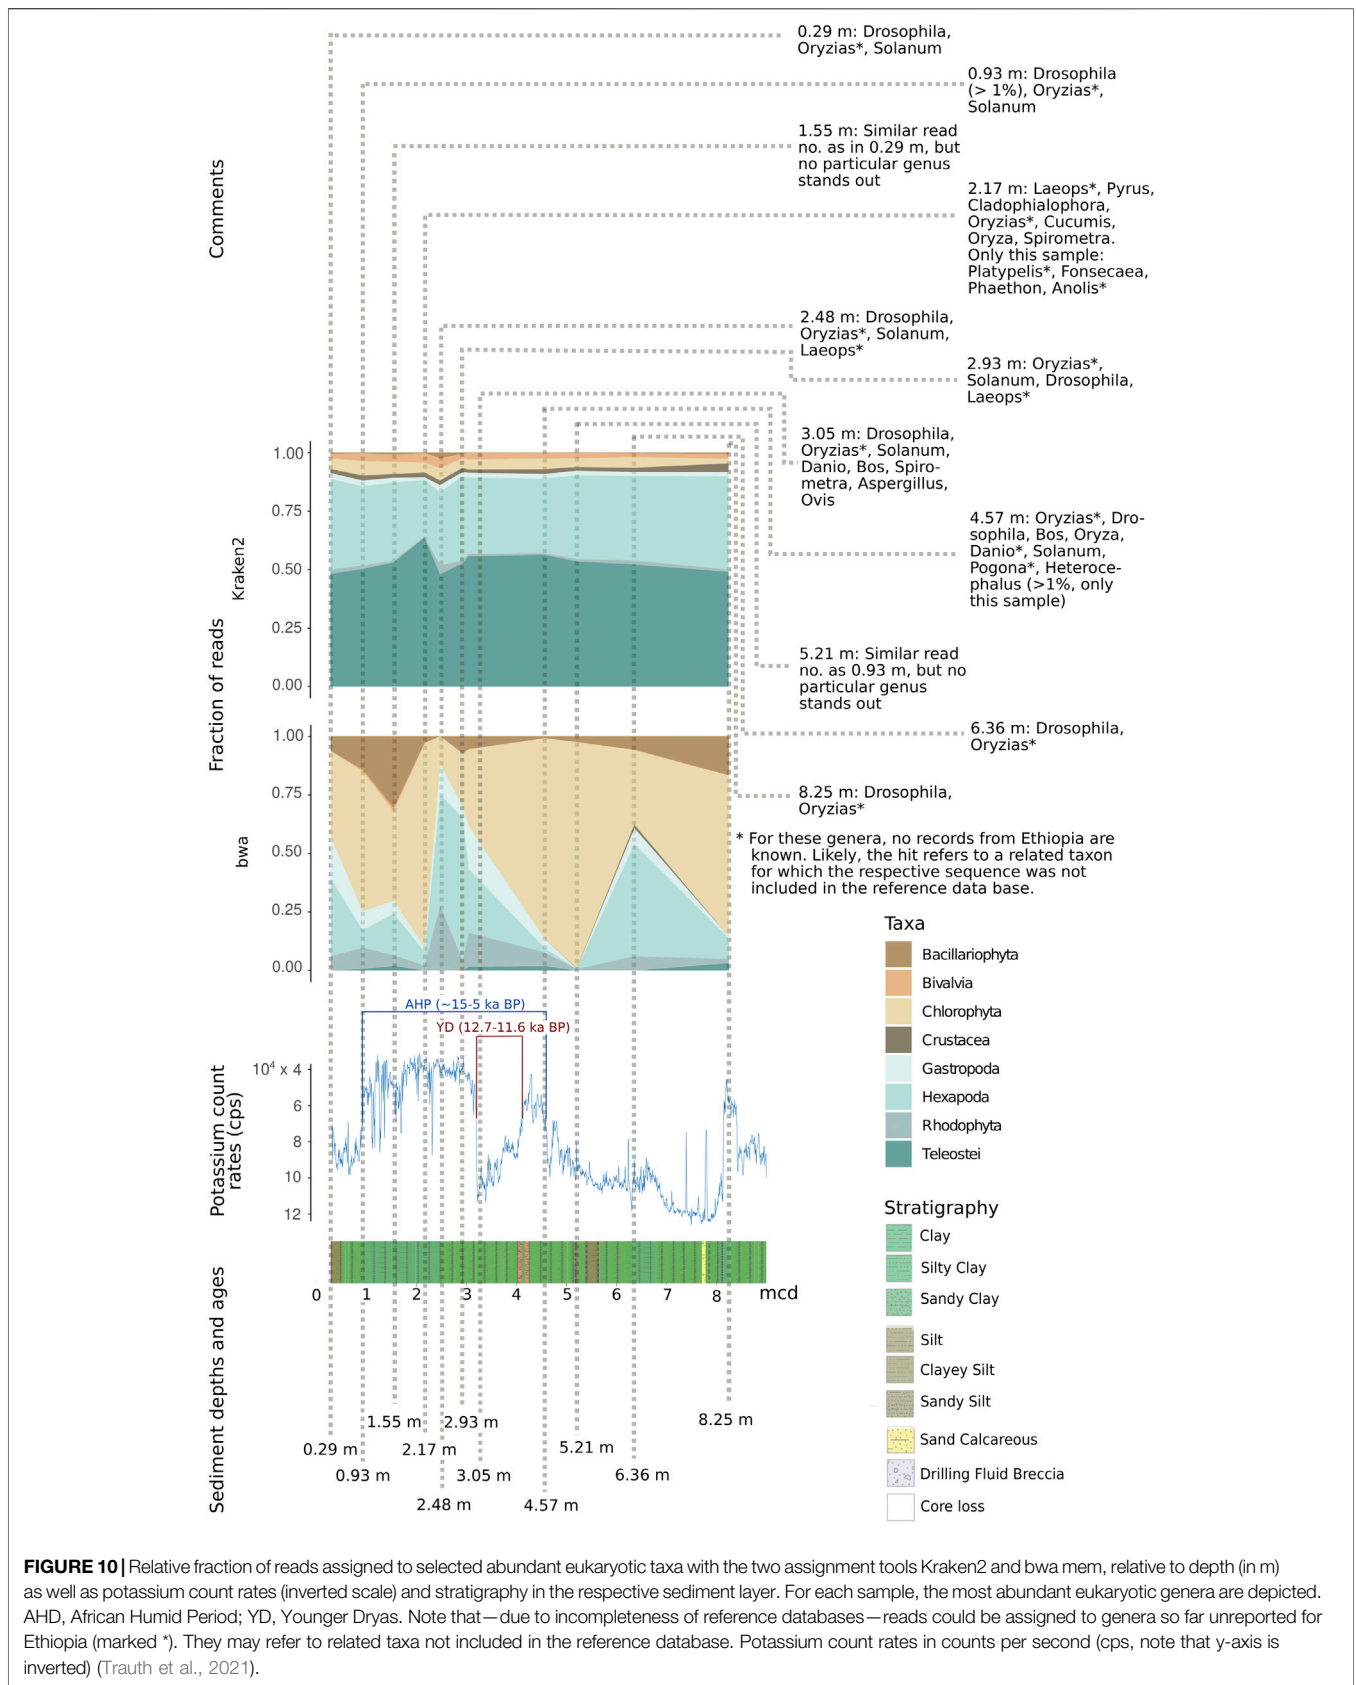 0.29 m: Drosophila,
Oryzias*, Solanum
0.93 m: Drosophila
(> 1%), Oryzias*,
Solanum
1.55 m: Similar read
no. as in 0.29 m, but
no particular genus
stands out
2.17 m: Laeops*, Pyrus,
Cladophialophora,
Oryzias*, Cucumis,
Oryza, Spirometra.
Only this sample:
Platypelis*, Fonsecaea,
Phaethon, Anolis*
2.48 m: Drosophila,
Oryzias*, Solanum,
Laeops*
2.93 m: Oryzias*,
Solanum, Drosophila,
Laeops*
3.05 m: Drosophila,
Oryzias*, Solanum,
Danio, Bos, Spiro-
metra, Aspergillus,
Ovis
4.57 m: Oryzias*, Dro-
sophila, Bos, Oryza,
Danio*, Solanum,
Pogona*, Heteroce-
phalus (>1%, only
this sample)
5.21 m: Similar read
no. as 0.93 m, but no
particular genus
stands out
6.36 m: Drosophila,
Oryzias*
8.25 m: Drosophila,
Oryzias*
* For these genera, no records from Ethiopia are
known. Likely, the hit refers to a related taxon
for which the respective sequence was not
included in the reference data base.
Comments
Fraction of reads
Kraken2
1.00
0.75
0.50
0.25
0.00
bwa
1.00
0.75
0.50
0.25
0.00
AHP (~15-5 ka BP)
YD (12.7-11.6 ka BP)
Potassium count
rates (cps)
10⁴ x 4
6
8
10
12
Sediment depths and ages
0 1 2 3 4 5 6 7 8 mcd
1.55 m 2.93 m 8.25 m
0.29 m 2.17 m 5.21 m
0.93 m 3.05 m 6.36 m
2.48 m 4.57 m
Taxa
Bacillariophyta
Bivalvia
Chlorophyta
Crustacea
Gastropoda
Hexapoda
Rhodophyta
Teleostei
Stratigraphy
Clay
Silty Clay
Sandy Clay
Silt
Clayey Silt
Sandy Silt
Sand Calcareous
Drilling Fluid Breccia
Core loss
FIGURE 10 | Relative fraction of reads assigned to selected abundant eukaryotic taxa with the two assignment tools Kraken2 and bwa mem, relative to depth (in m)
as well as potassium count rates (inverted scale) and stratigraphy in the respective sediment layer. For each sample, the most abundant eukaryotic genera are depicted.
AHD, African Humid Period; YD, Younger Dryas. Note that—due to incompleteness of reference databases—reads could be assigned to genera so far unreported for
Ethiopia (marked *). They may refer to related taxa not included in the reference database. Potassium count rates in counts per second (cps, note that y-axis is
inverted) (Trauth et al., 2021).